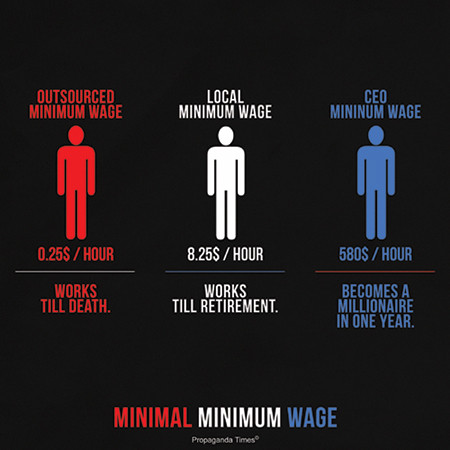 OUTSOURCED
MINIMUM WAGE
0.25$ / HOUR
WORKS
TILL DEATH.
LOCAL
MINIMUM WAGE
8.25$ / HOUR
WORKS
TILL RETIREMENT.
CEO
MININUM WAGE
580$ / HOUR
BECOMES A
MILLIONAIRE
IN ONE YEAR.
MINIMAL MINIMUM WAGE
Propaganda Times©